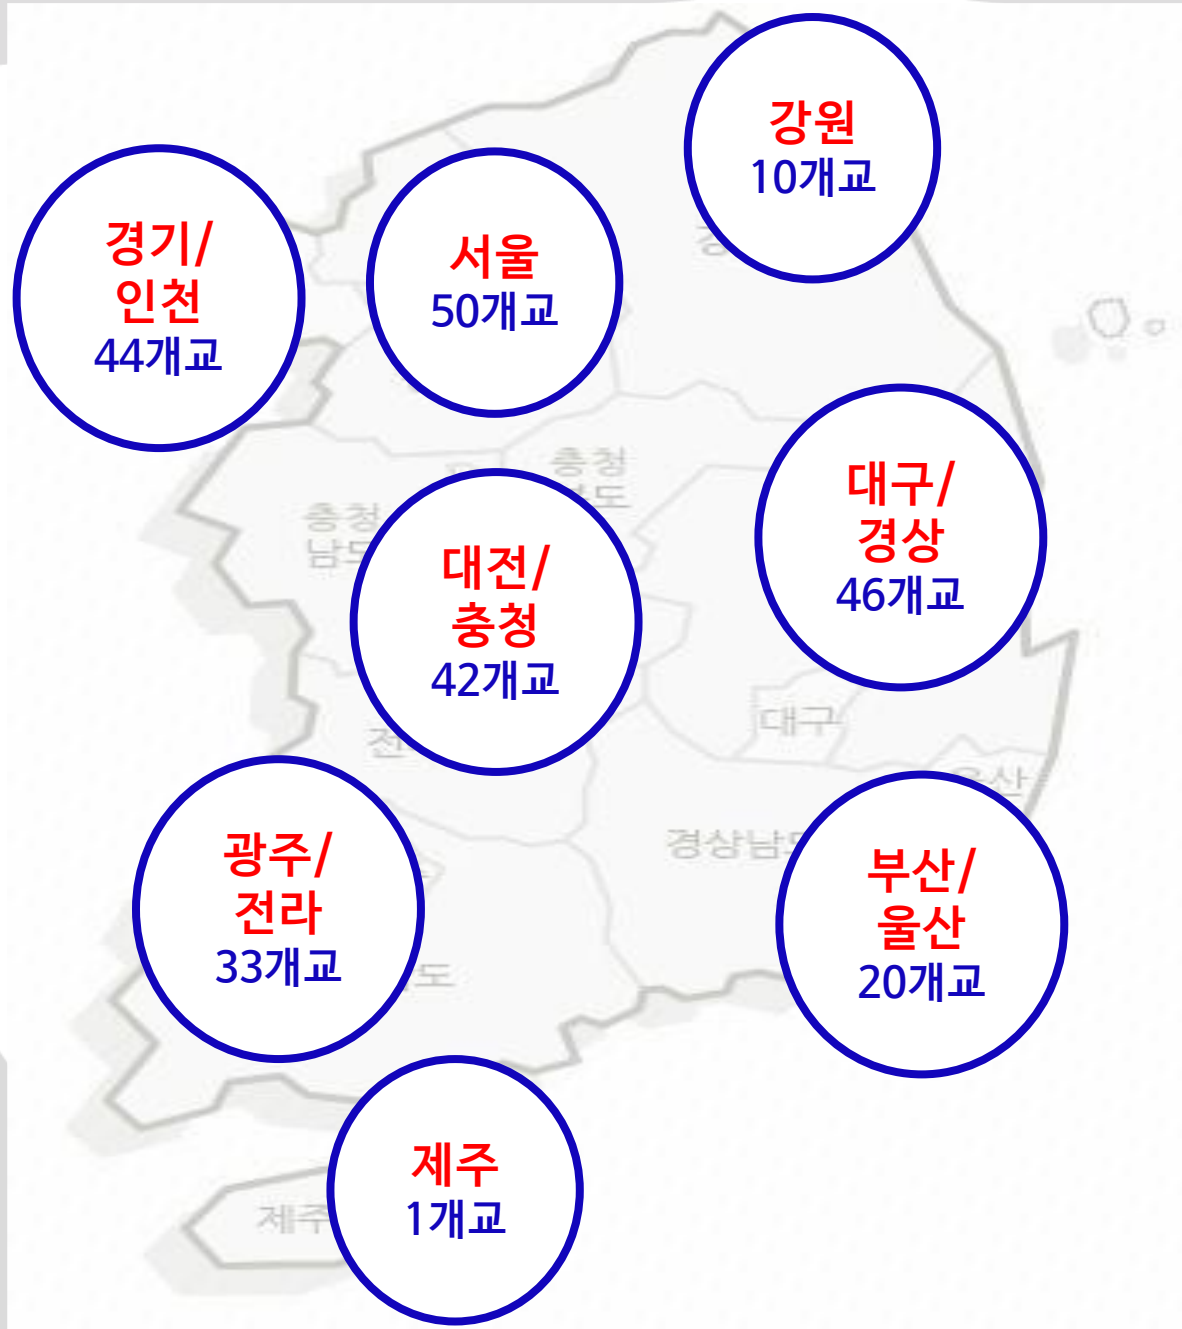 강원
10개교
경기/
인천
44개교
서울
50개교
충청
충청
남도
대구/
경상
46개교
대전/
충청
42개교
대구
울산
경상남도
광주/
전라
33개교
부산/
울산
20개교
도
제주
1개교
제주